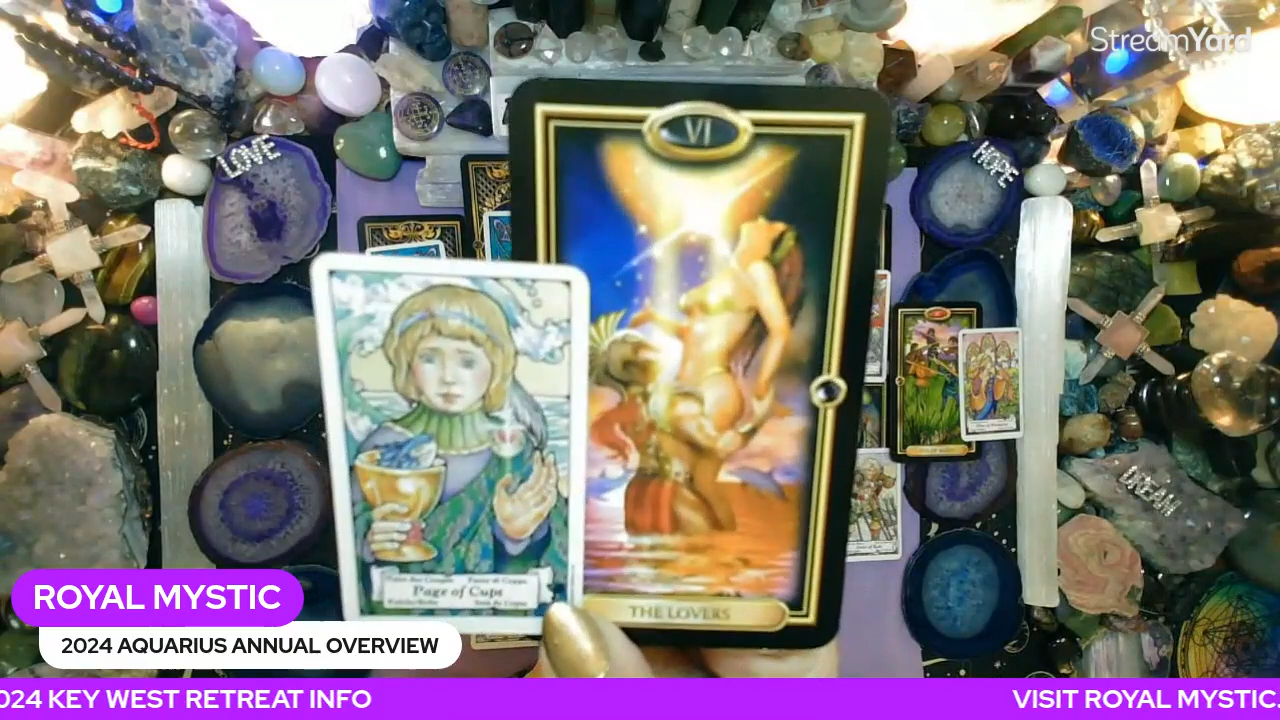 StreamYard
LOVE
HOPE
VI
DREAM
Page of Cups
THE LOVERS
ROYAL MYSTIC
2024 AQUARIUS ANNUAL OVERVIEW
024 KEY WEST RETREAT INFO
VISIT ROYAL MYSTIC.